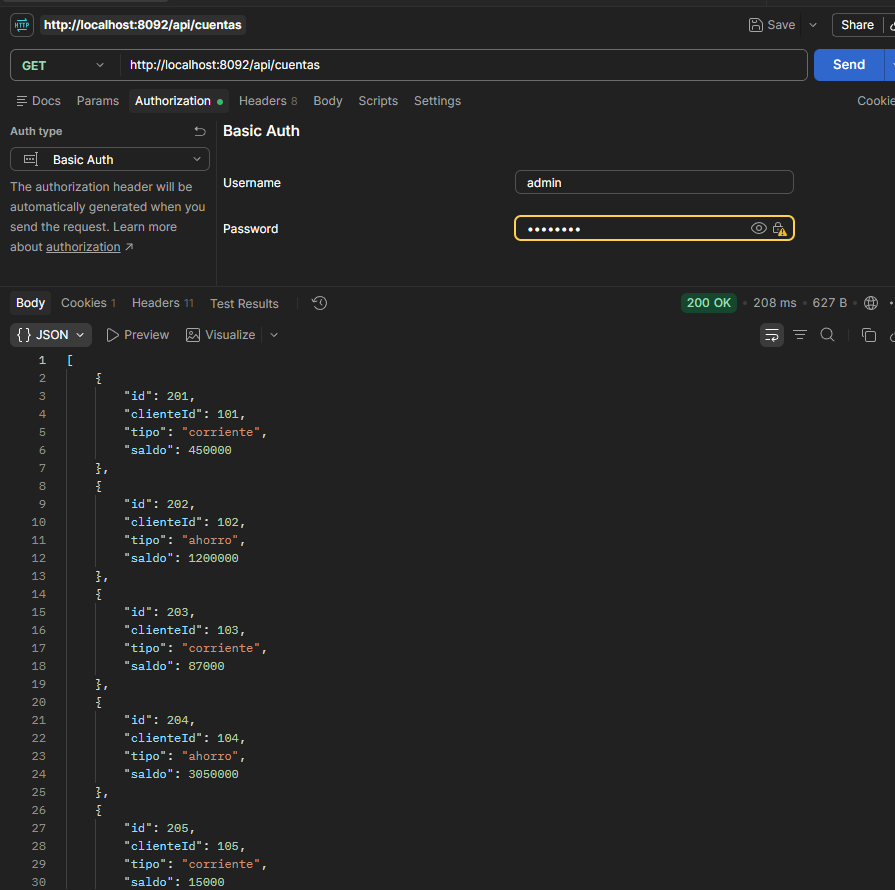 HTTP http://localhost:8092/api/cuentas Save Share
GET http://localhost:8092/api/cuentas Send
Docs Params Authorization Headers 8 Body Scripts Settings Cookie
Auth type
Basic Auth
The authorization header will be
automatically generated when you
send the request. Learn more
about authorization ↗
Basic Auth
Username admin
Password ••••••••
Body Cookies 1 Headers 11 Test Results 200 OK • 208 ms • 627 B •
{} JSON Preview Visualize
1 [
2 {
3 "id": 201,
4 "clienteId": 101,
5 "tipo": "corriente",
6 "saldo": 450000
7 },
8 {
9 "id": 202,
10 "clienteId": 102,
11 "tipo": "ahorro",
12 "saldo": 1200000
13 },
14 {
15 "id": 203,
16 "clienteId": 103,
17 "tipo": "corriente",
18 "saldo": 87000
19 },
20 {
21 "id": 204,
22 "clienteId": 104,
23 "tipo": "ahorro",
24 "saldo": 3050000
25 },
26 {
27 "id": 205,
28 "clienteId": 105,
29 "tipo": "corriente",
30 "saldo": 15000